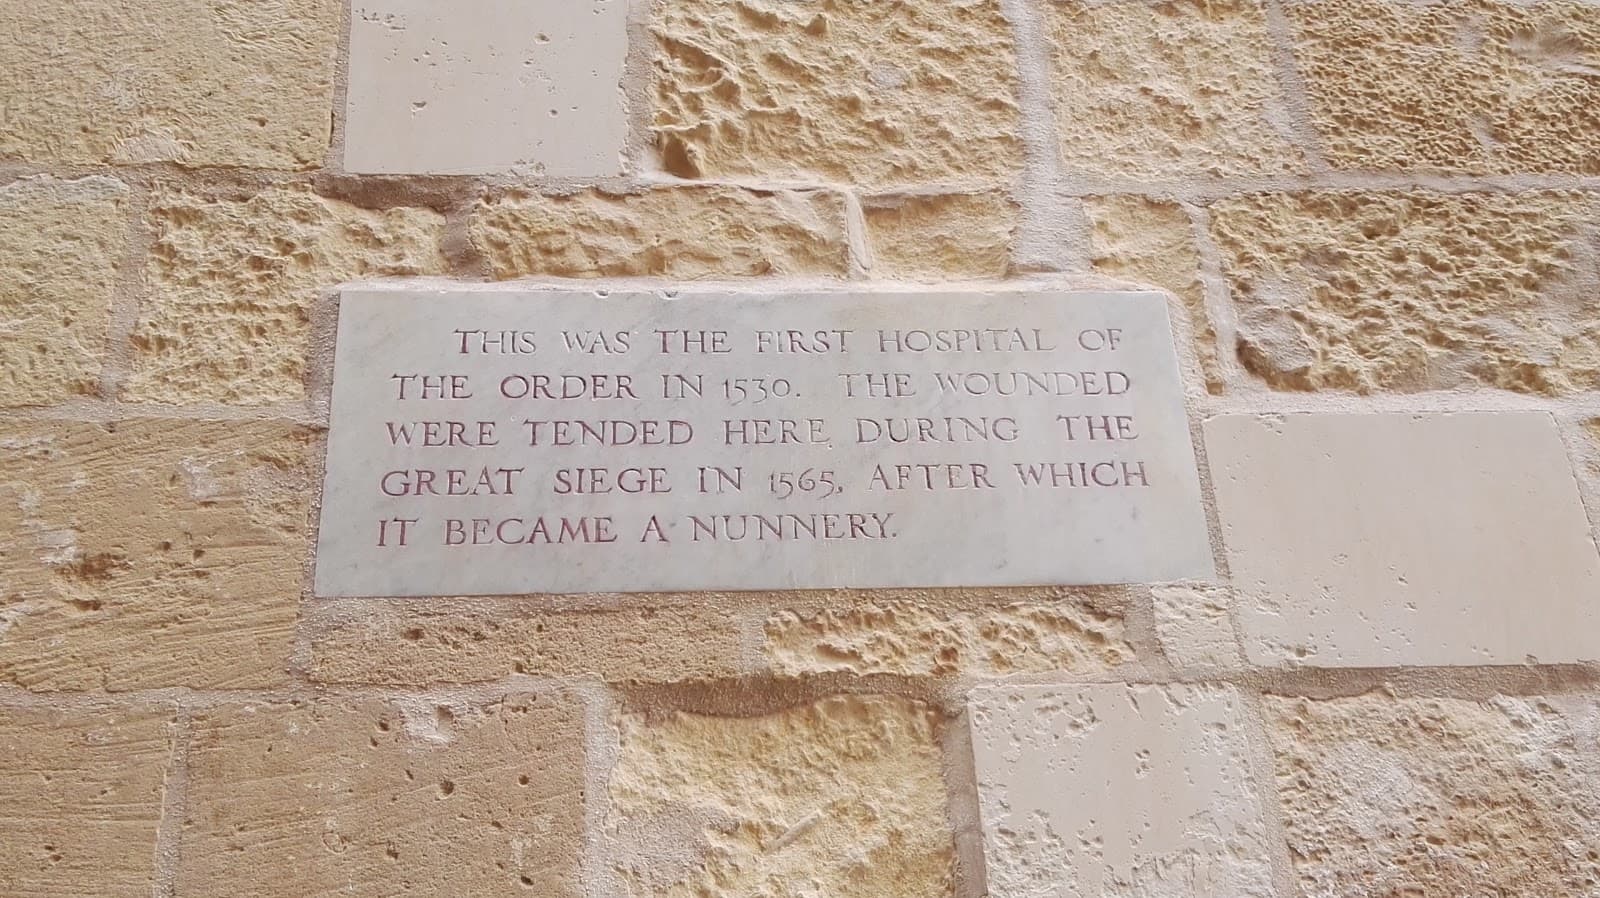 THIS WAS THE FIRST HOSPITAL OF
THE ORDER IN 1530. THE WOUNDED
WERE TENDED HERE DURING THE
GREAT SIEGE IN 1565, AFTER WHICH
IT BECAME A NUNNERY.